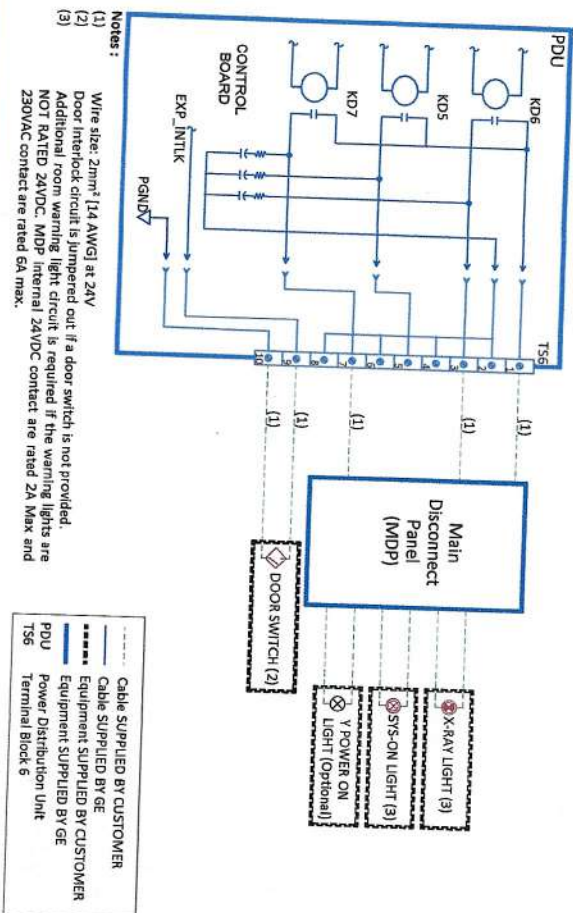 PDU
KD6
KD5
KD7
CONTROL
BOARD
EXP_INTLK
PGND
TS6
1
2
3
4
5
6
7
8
9
10
(1)
(1)
(1)
(1)
(1)
Main
Disconnect
Panel
(MDP)
X-RAY LIGHT (3)
SYS-ON LIGHT (3)
Y POWER ON
LIGHT (Optional)
DOOR SWITCH (2)
Notes :
(1) Wire size: 2mm² [14 AWG] at 24V
(2) Door Interlock circuit is jumpered out if a door switch is not provided.
(3) Additional room warning light circuit is required if the warning lights are
NOT RATED 24VDC. MDP internal 24VDC contact are rated 2A Max and
230VAC contact are rated 6A max.
Cable SUPPLIED BY CUSTOMER
Cable SUPPLIED BY GE
Equipment SUPPLIED BY CUSTOMER
Equipment SUPPLIED BY GE
PDU Power Distribution Unit
TS6 Terminal Block 6